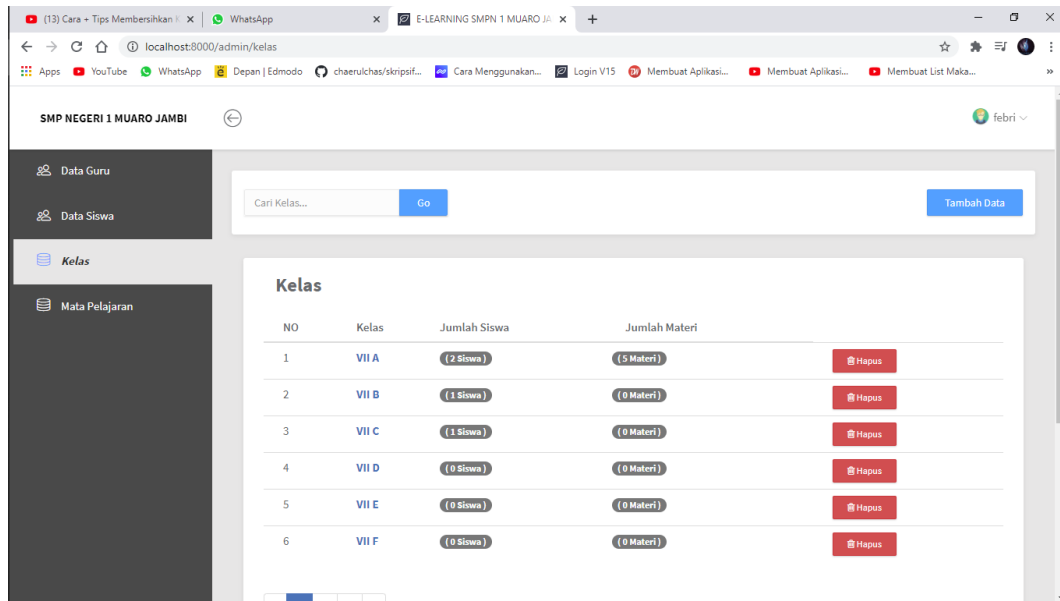 (13) Cara + Tips Membersihkan
WhatsApp
E-LEARNING SMPN 1 MUARO JA
localhost:8000/admin/kelas
Apps YouTube WhatsApp Depan | Edmodo chaerulchas/skripsif... Cara Menggunakan... Login V15 Membuat Aplikasi... Membuat Aplikasi... Membuat List Maka... »
SMP NEGERI 1 MUARO JAMBI
febri
Data Guru
Data Siswa
Kelas
Mata Pelajaran
Cari Kelas... Go Tambah Data
Kelas
NO Kelas Jumlah Siswa Jumlah Materi
1 VII A ( 2 Siswa ) ( 5 Materi ) Hapus
2 VII B ( 1 Siswa ) ( 0 Materi ) Hapus
3 VII C ( 1 Siswa ) ( 0 Materi ) Hapus
4 VII D ( 0 Siswa ) ( 0 Materi ) Hapus
5 VII E ( 0 Siswa ) ( 0 Materi ) Hapus
6 VII F ( 0 Siswa ) ( 0 Materi ) Hapus